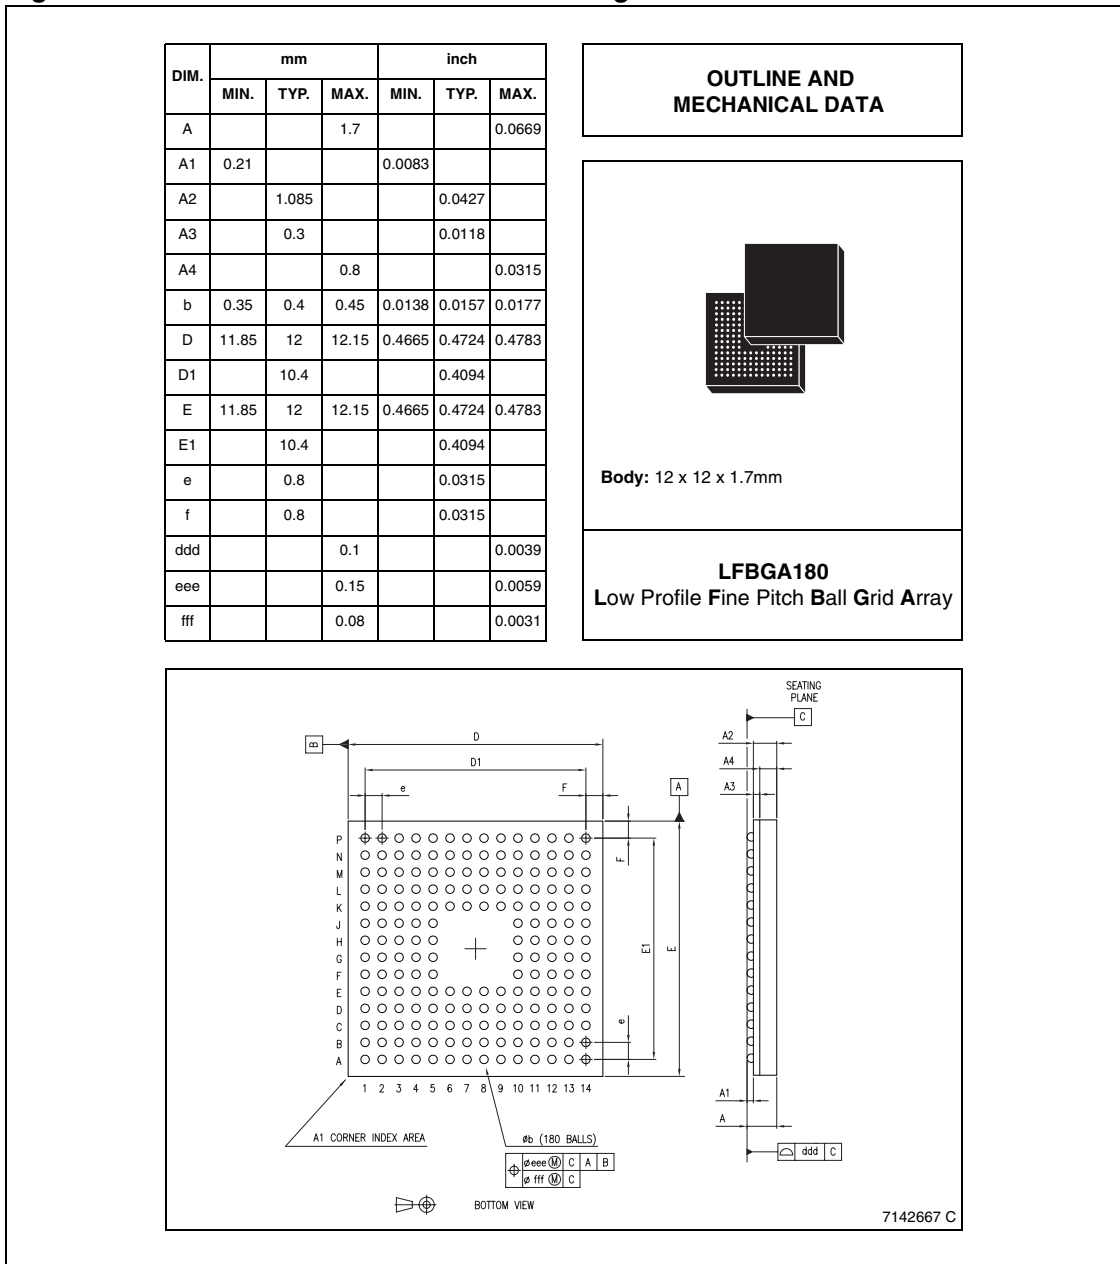 DIM. mm inch
MIN. TYP. MAX. MIN. TYP. MAX.
A 1.7 0.0669
A1 0.21 0.0083
A2 1.085 0.0427
A3 0.3 0.0118
A4 0.8 0.0315
b 0.35 0.4 0.45 0.0138 0.0157 0.0177
D 11.85 12 12.15 0.4665 0.4724 0.4783
D1 10.4 0.4094
E 11.85 12 12.15 0.4665 0.4724 0.4783
E1 10.4 0.4094
e 0.8 0.0315
f 0.8 0.0315
ddd 0.1 0.0039
eee 0.15 0.0059
fff 0.08 0.0031
OUTLINE AND
MECHANICAL DATA
Body: 12 x 12 x 1.7mm
LFBGA180
Low Profile Fine Pitch Ball Grid Array
SEATING
PLANE
C
B
D
D1
e
F
A
A2
A4
A3
P
N
M
L
K
J
H
G
F
E
D
C
B
A
F
E1
E
e
1 2 3 4 5 6 7 8 9 10 11 12 13 14
A1
A
A1 CORNER INDEX AREA
øb (180 BALLS)
øeee Ⓜ C A B
ø fff Ⓜ C
ddd C
BOTTOM VIEW
7142667 C